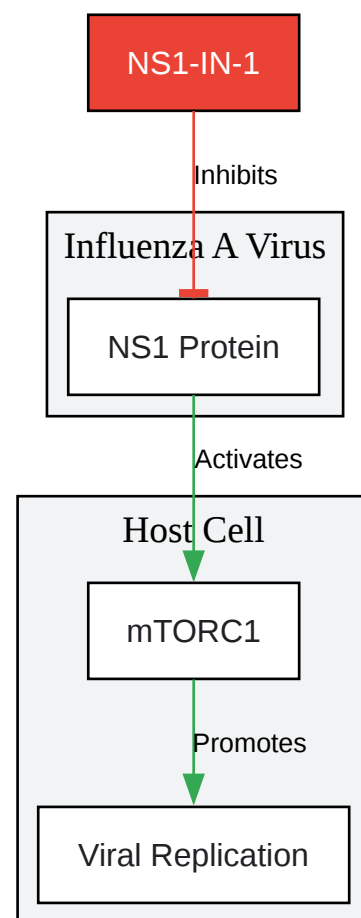 NS1-IN-1
Inhibits
Influenza A Virus
NS1 Protein
Activates
Host Cell
mTORC1
Promotes
Viral Replication